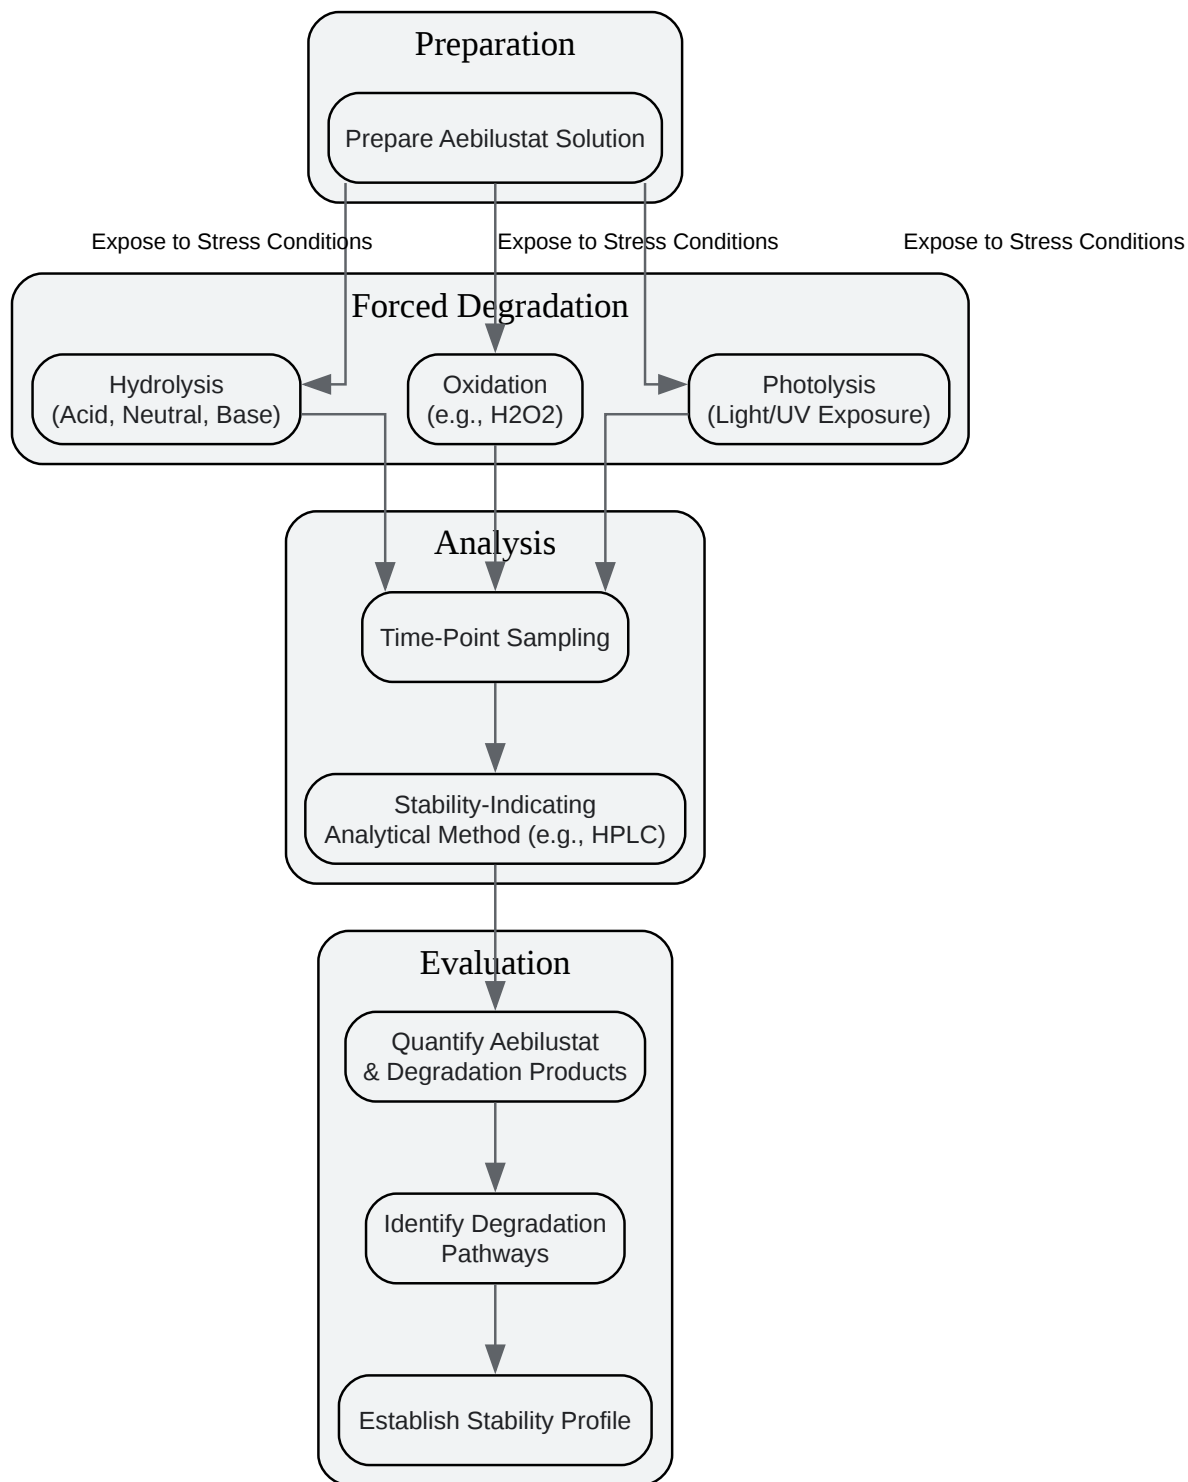 Preparation
Prepare Aebilustat Solution
Expose to Stress Conditions
Expose to Stress Conditions
Expose to Stress Conditions
Forced Degradation
Hydrolysis
(Acid, Neutral, Base)
Oxidation
(e.g., H2O2)
Photolysis
(Light/UV Exposure)
Analysis
Time-Point Sampling
Stability-Indicating
Analytical Method (e.g., HPLC)
Evaluation
Quantify Aebilustat
& Degradation Products
Identify Degradation
Pathways
Establish Stability Profile